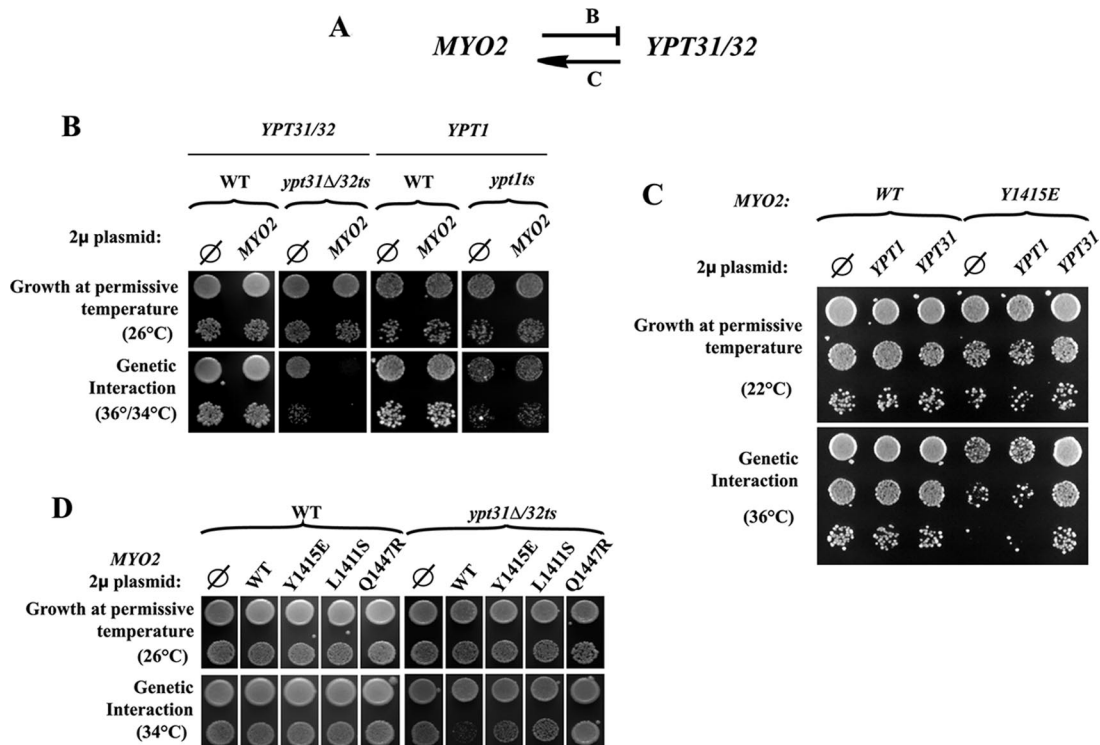 A
B
MYO2
YPT31/32
C
B
YPT31/32
YPT1
WT
ypt31Δ/32ts
WT
ypt1ts
2μ plasmid:
∅ MYO2 ∅ MYO2 ∅ MYO2 ∅ MYO2
Growth at permissive
temperature
(26°C)
Genetic
Interaction
(36°/34°C)
C
MYO2:
WT
Y1415E
2μ plasmid:
∅ YPT1 YPT31 ∅ YPT1 YPT31
Growth at permissive
temperature
(22°C)
Genetic
Interaction
(36°C)
D
WT
ypt31Δ/32ts
MYO2
2μ plasmid:
∅ WT Y1415E L1411S Q1447R ∅ WT Y1415E L1411S Q1447R
Growth at permissive
temperature
(26°C)
Genetic
Interaction
(34°C)